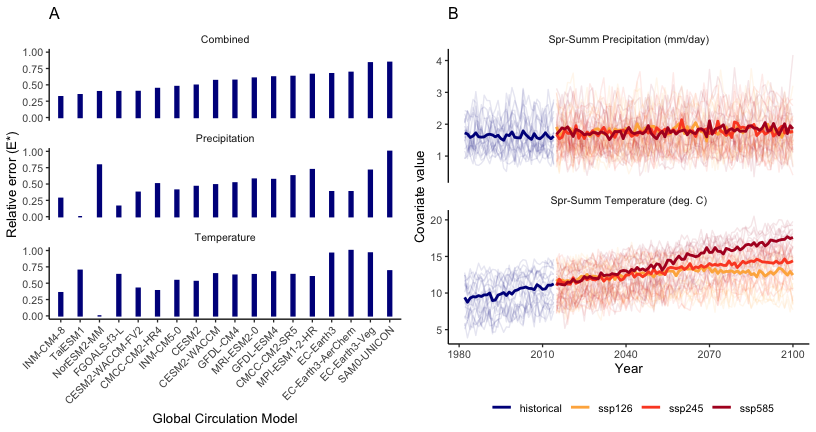 A
Combined
1.00
0.75
0.50
0.25
0.00
Precipitation
1.00
0.75
0.50
0.25
0.00
Temperature
1.00
0.75
0.50
0.25
0.00
Relative error (E*)
INM-CM4-8
TaiESM1
NorESM2-MM
FGOALS-f3-L
CESM2-WACCM-FV2
CMCC-CM2-HR4
INM-CM5-0
CESM2
CESM2-WACCM
GFDL-CM4
MRI-ESM2-0
GFDL-ESM4
CMCC-CM2-SR5
MPI-ESM1-2-HR
EC-Earth3
EC-Earth3-AerChem
EC-Earth3-Veg
SAM0-UNICON
Global Circulation Model
B
Spr-Summ Precipitation (mm/day)
4
3
2
1
Spr-Summ Temperature (deg. C)
20
15
10
5
Covariate value
1980 2010 2040 2070 2100
Year
historical ssp126 ssp245 ssp585